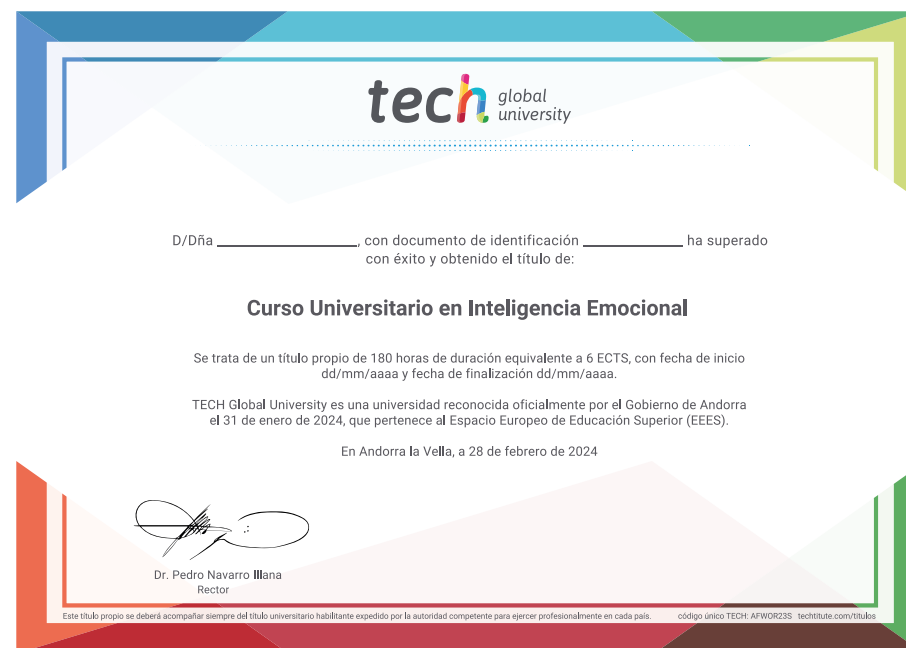 tech global university
D/Dña ____________________, con documento de identificación ______________ ha superado
con éxito y obtenido el título de:
Curso Universitario en Inteligencia Emocional
Se trata de un título propio de 180 horas de duración equivalente a 6 ECTS, con fecha de inicio
dd/mm/aaaa y fecha de finalización dd/mm/aaaa.
TECH Global University es una universidad reconocida oficialmente por el Gobierno de Andorra
el 31 de enero de 2024, que pertenece al Espacio Europeo de Educación Superior (EEES).
En Andorra la Vella, a 28 de febrero de 2024
Dr. Pedro Navarro Illana
Rector
Este título propio se deberá acompañar siempre del título universitario habilitante expedido por la autoridad competente para ejercer profesionalmente en cada país. código único TECH: AFWOR23S techtitute.com/titulos